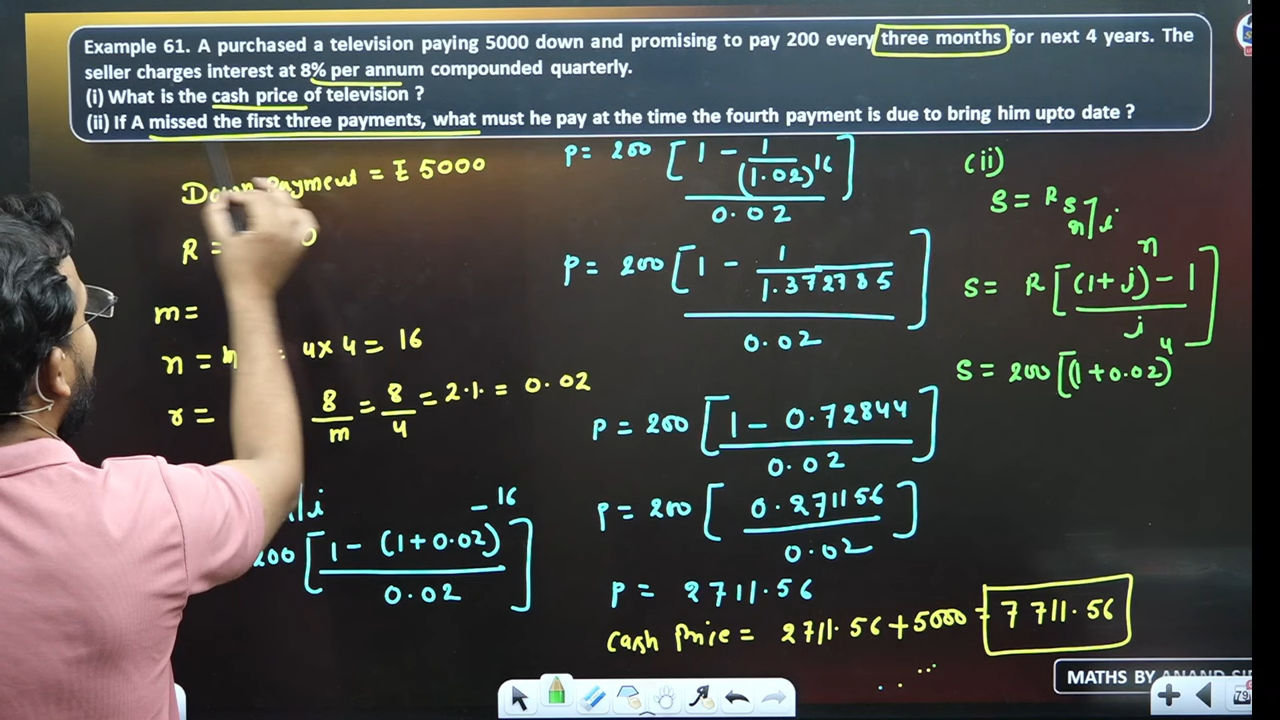 Example 61. A purchased a television paying 5000 down and promising to pay 200 every three months for next 4 years. The
seller charges interest at 8% per annum compounded quarterly.
(i) What is the cash price of television ?
(ii) If A missed the first three payments, what must he pay at the time the fourth payment is due to bring him upto date ?
Down Payment = ₹ 5000
R =
m=
n = 4x4 = 16
r = 8/m = 8/4 = 2% = 0.02
/i
200 [1 - (1+0.02)^-16 / 0.02]
P= 200 [1 - 1/(1.02)^16 / 0.02]
P= 200 [1 - 1/1.372785 / 0.02]
P = 200 [1 - 0.72844 / 0.02]
P = 200 [0.271156 / 0.02]
P = 2711.56
Cash Price = 2711.56+5000 = 7711.56
(ii)
S = R s n/i
S = R [(1+i)^n - 1 / i]
S = 200 [(1+0.02)^4
MATHS BY ANAND
79